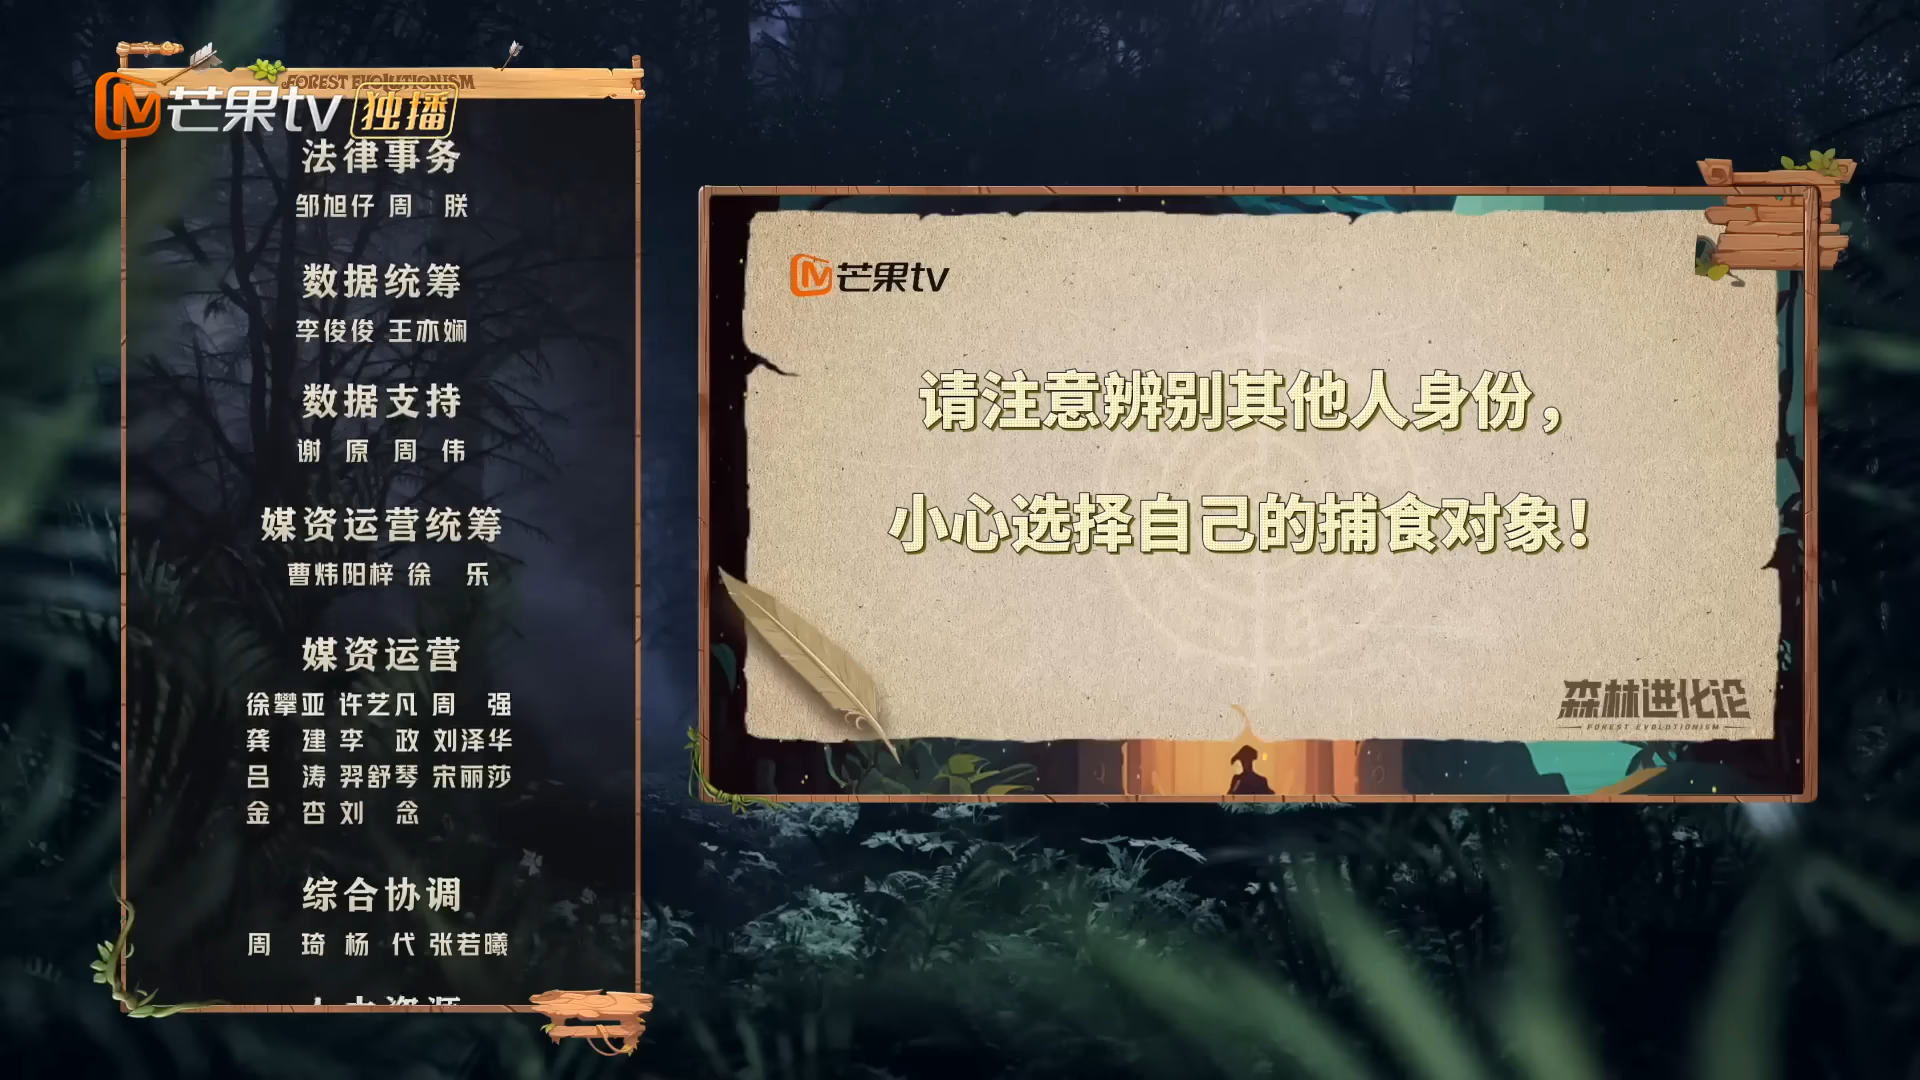 FOREST EVOLUTIONISM
芒果tv 独播
法律事务
邹旭仔 周 朕
数据统筹
李俊俊 王亦娴
数据支持
谢 原 周 伟
媒资运营统筹
曹炜阳梓 徐 乐
媒资运营
徐攀亚 许艺凡 周 强
龚 建 李 政 刘泽华
吕 涛 羿舒琴 宋丽莎
金 杏 刘 念
综合协调
周 琦 杨 代 张若曦
人力资源
芒果tv
请注意辨别其他人身份，
小心选择自己的捕食对象！
森林进化论
FOREST EVOLUTIONISM